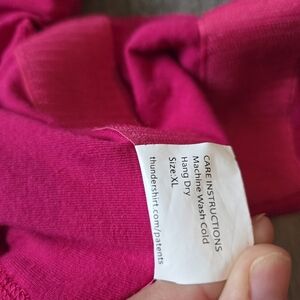 CARE INSTRUCTIONS
Machine Wash Cold
Hang Dry
Size:XL
thundershirt.com/patents